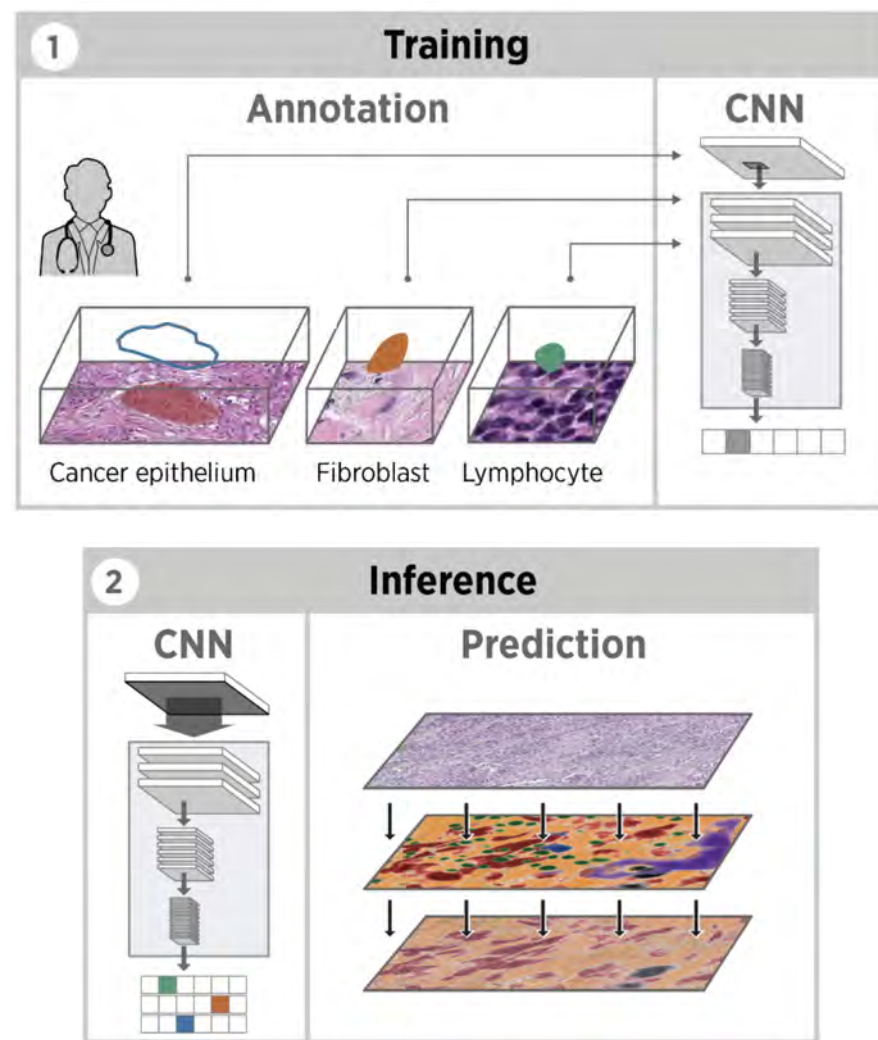 1 Training
Annotation
CNN
Cancer epithelium
Fibroblast
Lymphocyte
2 Inference
CNN
Prediction